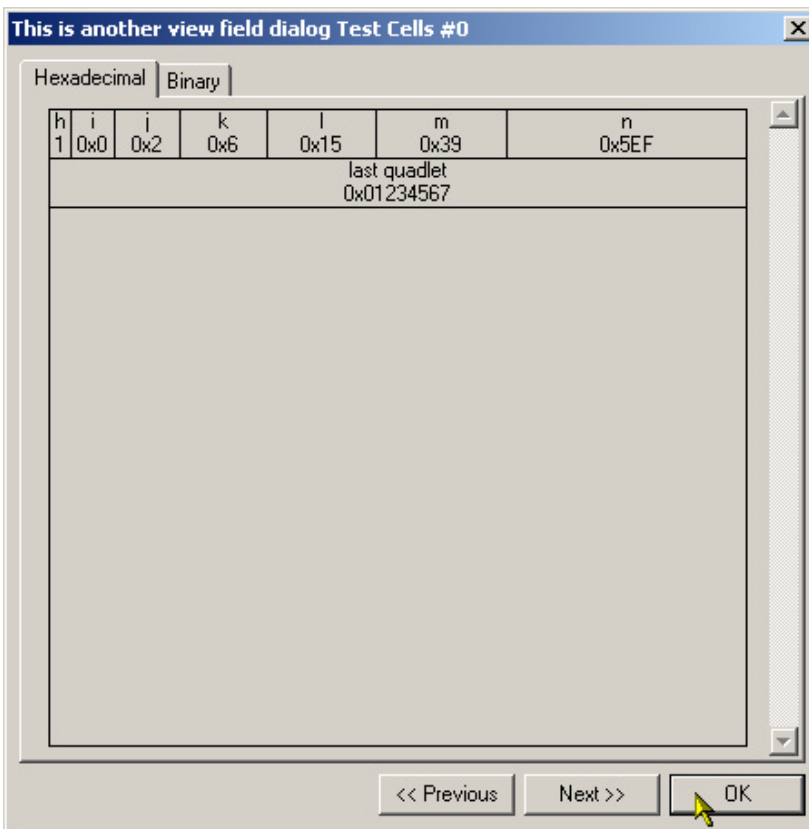 This is another view field dialog Test Cells #0
Hexadecimal Binary
h i j k l m n
1 0x0 0x2 0x6 0x15 0x39 0x5EF
last quadlet
0x01234567
<< Previous Next >> OK